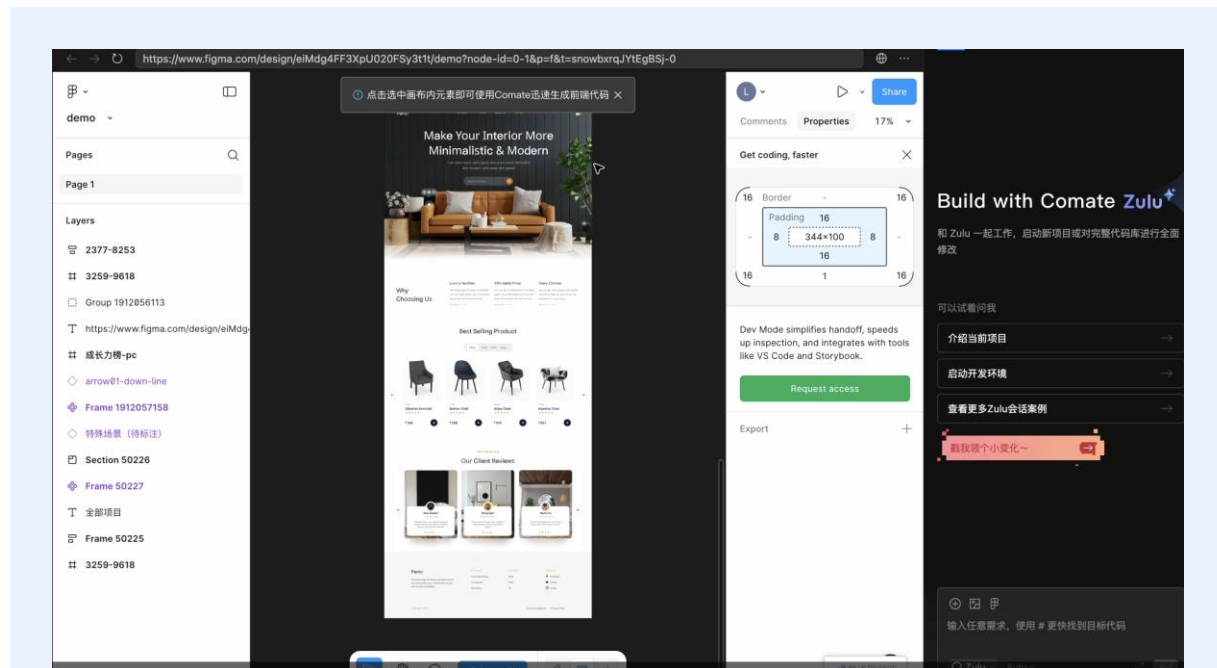 https://www.figma.com/design/eiMdg4FF3XpU020FSy3t1t/demo?node-id=0-1&p=f&t=snowbxrqJYtEgBSj-0
demo
Pages
Page 1
Layers
2377-8253
3259-9618
Group 1912056113
https://www.figma.com/design/eiMdg
成长力榜-pc
arrow01-down-line
Frame 1912057158
特殊场景（待标注）
Section 50226
Frame 50227
全部项目
Frame 50225
3259-9618
点击选中画布内元素即可使用Comate迅速生成前端代码
Make Your Interior More
Minimalistic & Modern
Why
Choosing Us
Best Selling Product
Our Client Reviews
L
Share
Comments Properties 17%
Get coding, faster
16 Border - 16
Padding 16
- 8 344×100 8 -
16
16 1 16
Dev Mode simplifies handoff, speeds
up inspection, and integrates with tools
like VS Code and Storybook.
Request access
Export
Build with Comate Zulu
和 Zulu 一起工作，启动新项目或对完整代码库进行全面
修改
可以试着问我
介绍当前项目
启动开发环境
查看更多Zulu会话案例
戳我领个小变化~
输入任意需求，使用 # 更快找到目标代码